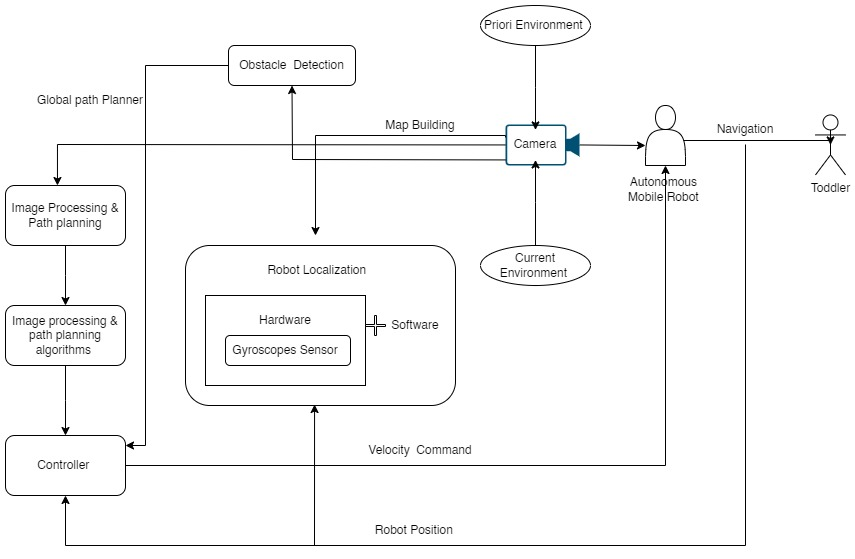 Priori Environment
Obstacle  Detection
Global path Planner
Map Building
Camera
Navigation
Autonomous
Mobile Robot
Toddler
Image Processing &
Path planning
Current
Environment
Robot Localization
Hardware
Software
Gyroscopes Sensor
Image processing &
path planning
algorithms
Velocity  Command
Controller
Robot Position